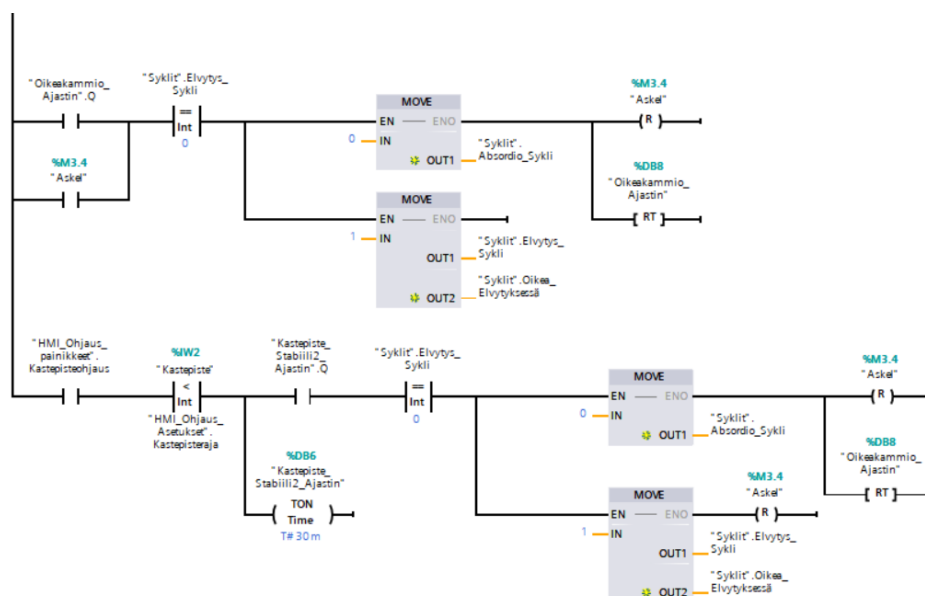 "Oikeakammio_
Ajastin".Q
"Syklit".Elvytys_
Sykli
==
Int
0
MOVE
EN ENO
0 IN
OUT1
"Syklit".
Absordio_Sykli
%M3.4
"Askel"
R
%M3.4
"Askel"
%DB8
"Oikeakammio_
Ajastin"
RT
MOVE
EN ENO
1 IN
OUT1
"Syklit".Elvytys_
Sykli
OUT2
"Syklit".Oikea_
Elvytyksessä
"HMI_Ohjaus_
painikkeet".
Kastepisteohjaus
%IW2
"Kastepiste"
<
Int
"HMI_Ohjaus_
Asetukset".
Kastepisteraja
"Kastepiste_
Stabiili2_
Ajastin".Q
"Syklit".Elvytys_
Sykli
==
Int
0
MOVE
EN ENO
0 IN
OUT1
"Syklit".
Absordio_Sykli
%M3.4
"Askel"
R
%DB8
"Oikeakammio_
Ajastin"
RT
%DB6
"Kastepiste_
Stabiili2_Ajastin"
TON
Time
T#30m
MOVE
EN ENO
1 IN
OUT1
"Syklit".Elvytys_
Sykli
OUT2
"Syklit".Oikea_
Elvytyksessä
%M3.4
"Askel"
R